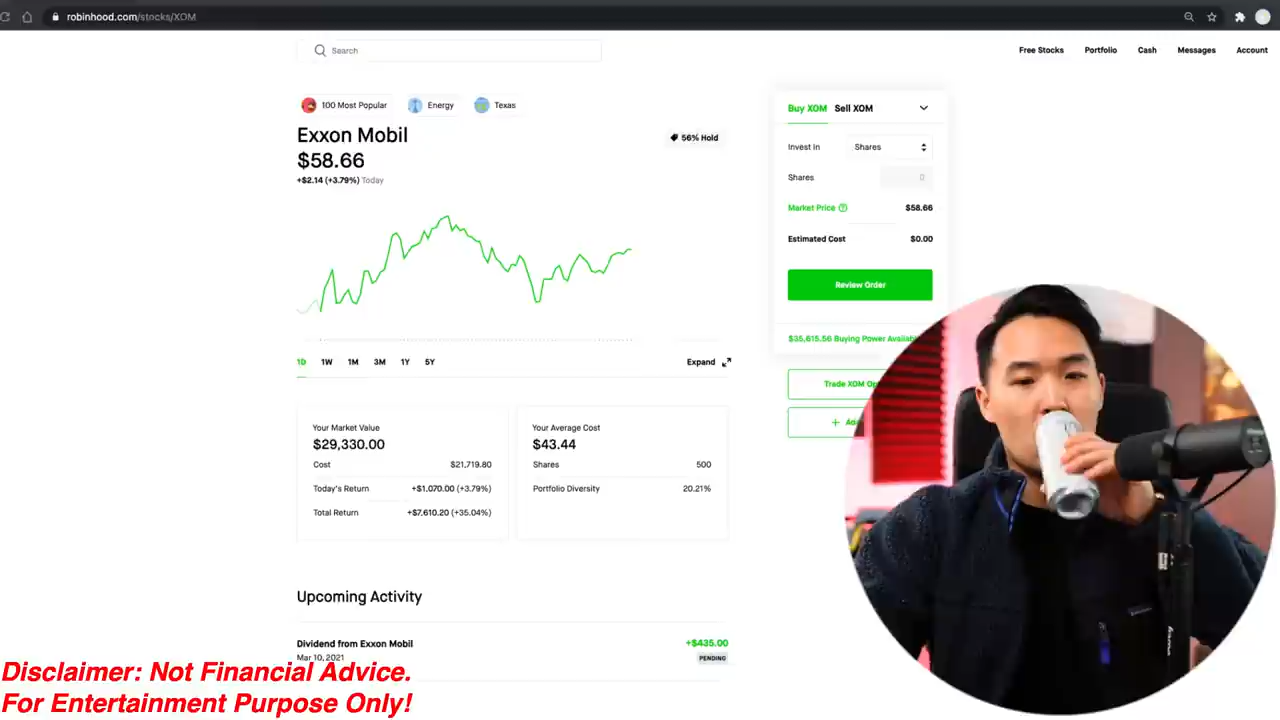 robinhood.com/stocks/XOM
Search
Free Stocks Portfolio Cash Messages Account
100 Most Popular Energy Texas
Exxon Mobil
$58.66
+$2.14 (+3.79%) Today
56% Hold
1D 1W 1M 3M 1Y 5Y
Expand
Your Market Value
$29,330.00
Cost $21,719.80
Today's Return +$1,070.00 (+3.79%)
Total Return +$7,610.20 (+35.04%)
Your Average Cost
$43.44
Shares 500
Portfolio Diversity 20.21%
Upcoming Activity
Dividend from Exxon Mobil +$435.00
Mar 10, 2021 PENDING
Buy XOM Sell XOM
Invest In Shares
Shares 0
Market Price $58.66
Estimated Cost $0.00
Review Order
$35,615.56 Buying Power
Trade XOM
+
Disclaimer: Not Financial Advice.
For Entertainment Purpose Only!